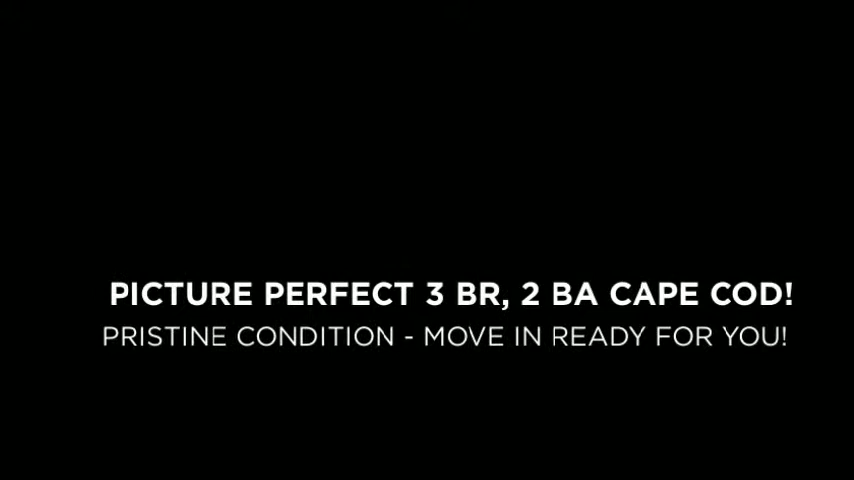 PICTURE PERFECT 3 BR, 2 BA CAPE COD!
PRISTINE CONDITION - MOVE IN READY FOR YOU!